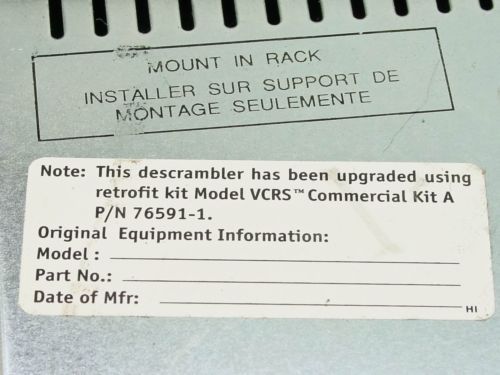 MOUNT IN RACK
INSTALLER SUR SUPPORT DE
MONTAGE SEULEMENTE
Note: This descrambler has been upgraded using
retrofit kit Model VCRS™ Commercial Kit A
P/N 76591-1.
Original Equipment Information:
Model :
Part No.:
Date of Mfr:
HI